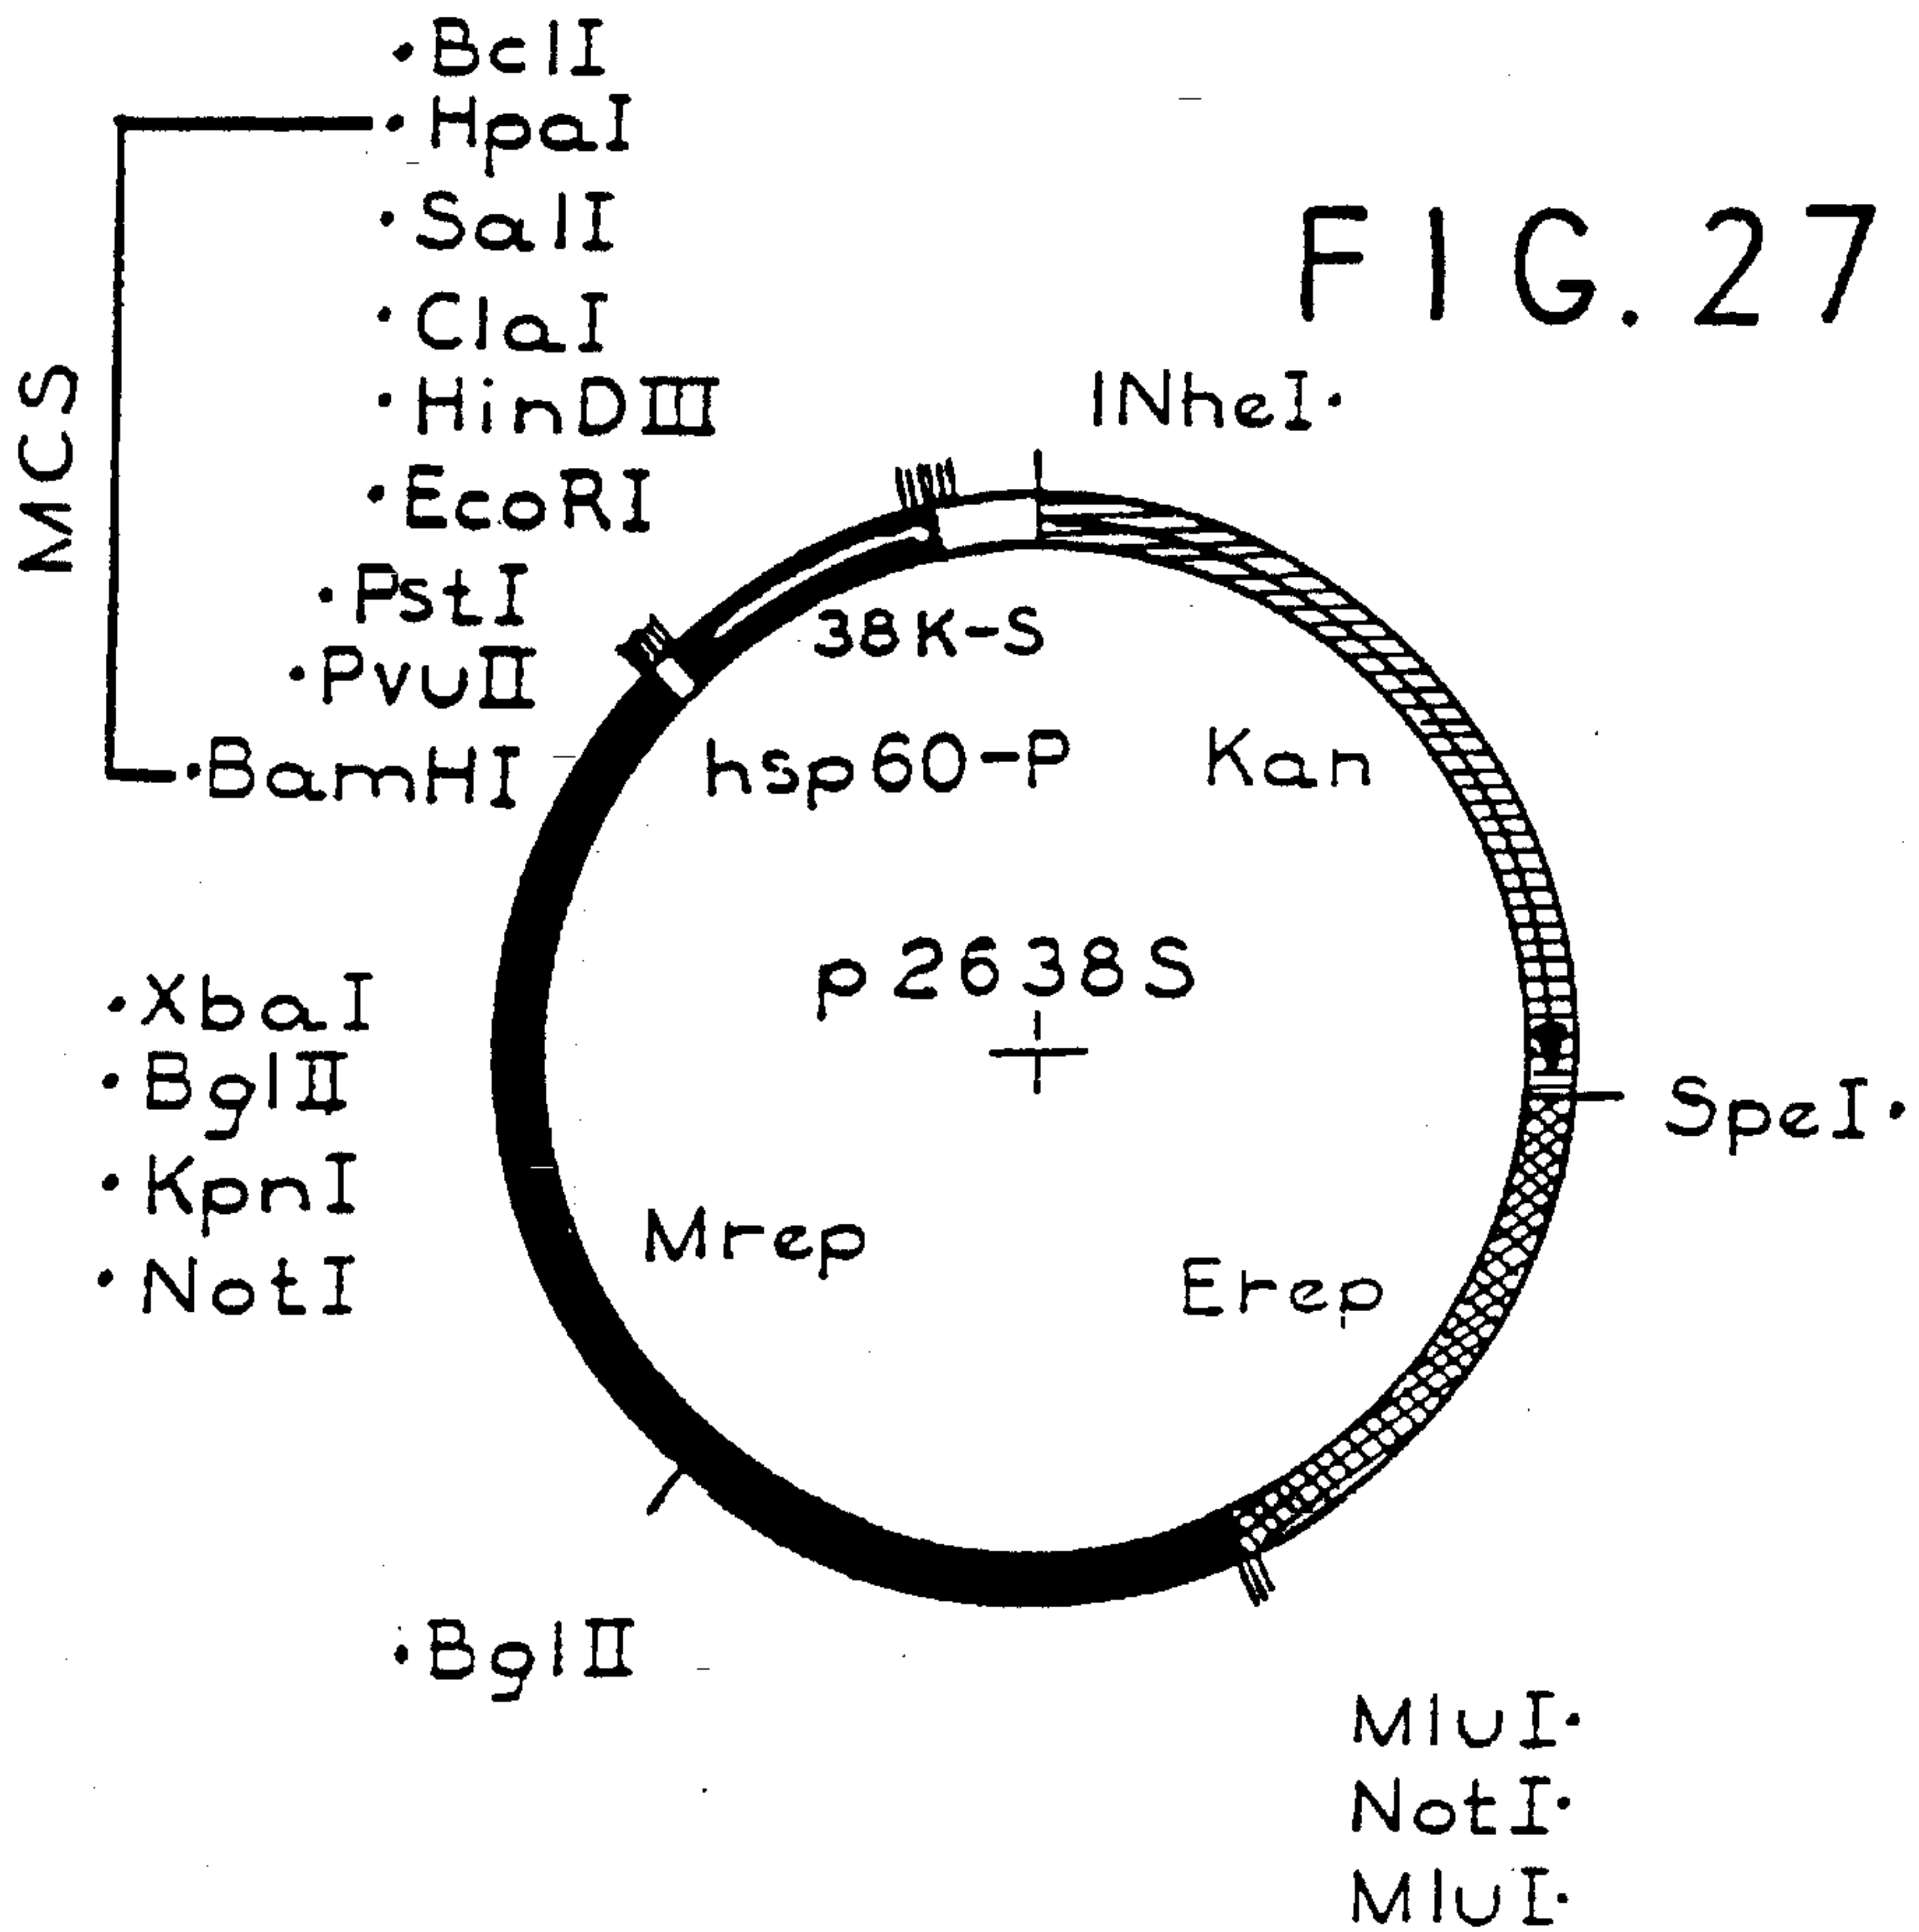 •BclI
•HpaI
•SalI
FIG.27
•ClaI
•HinDIII
1NheI•
MCS
•EcoRI
•PstI
38K-S
•PvuII
hsp60-P
Kan
•BamHI
p2638S
•XbaI
•BglII
SpeI•
•KpnI
Mrep
•NotI
Erep
•BglII
MluI•
NotI•
MluI•